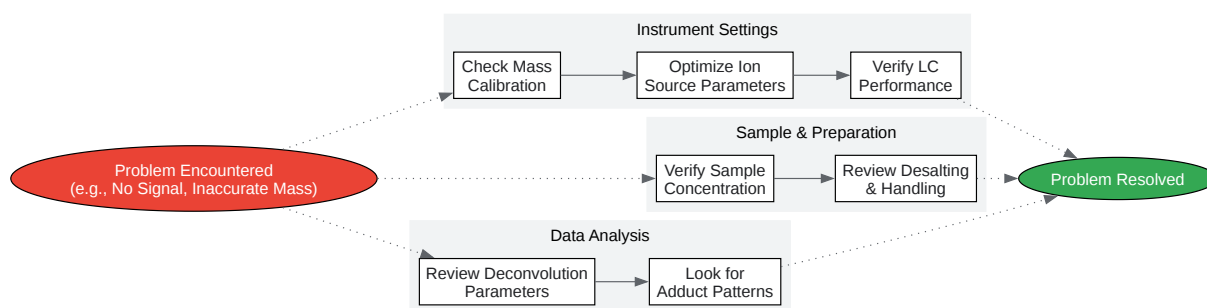 Instrument Settings
Check Mass
Calibration
Optimize Ion
Source Parameters
Verify LC
Performance
Sample & Preparation
Problem Encountered
(e.g., No Signal, Inaccurate Mass)
Verify Sample
Concentration
Review Desalting
& Handling
Problem Resolved
Data Analysis
Review Deconvolution
Parameters
Look for
Adduct Patterns